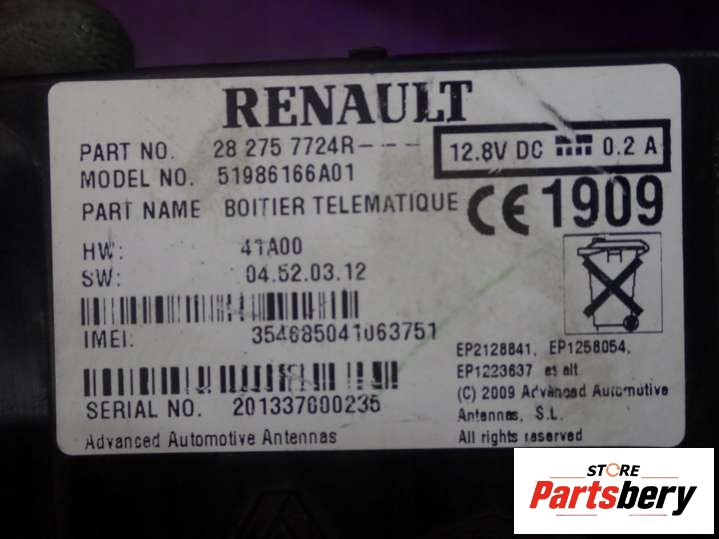 RENAULT
PART NO. 28 275 7724R---
12.8V DC 0.2 A
MODEL NO. 51986166A01
PART NAME BOITIER TELEMATIQUE
CE 1909
HW: 41A00
SW: 04.52.03.12
IMEI: 354685041063751
EP2128841, EP1258054,
EP1223637 et alt
(C) 2009 Advanced Automotive
Antennas, S.L.
All rights reserved
SERIAL NO. 201337600235
Advanced Automotive Antennas
STORE
Partsbery